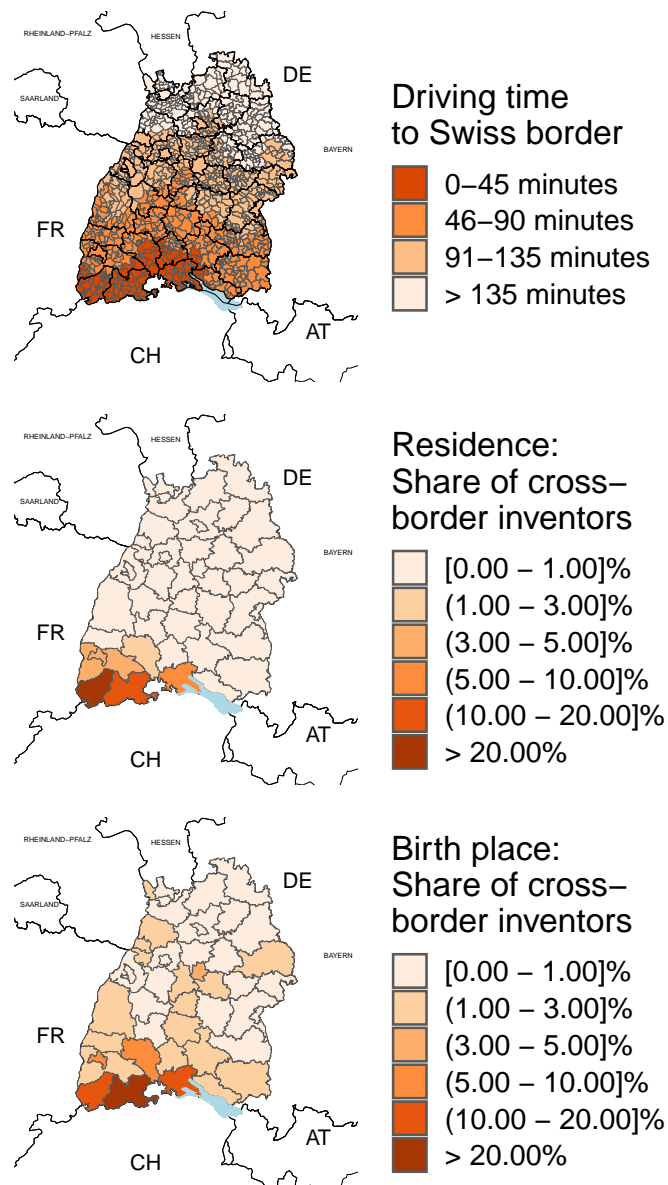 RHEINLAND−PFALZ
HESSEN
DE
SAARLAND
BAYERN
FR
AT
CH
Driving time
to Swiss border
0−45 minutes
46−90 minutes
91−135 minutes
> 135 minutes
RHEINLAND−PFALZ
HESSEN
DE
SAARLAND
BAYERN
FR
AT
CH
Residence:
Share of cross−
border inventors
[0.00 − 1.00]%
(1.00 − 3.00]%
(3.00 − 5.00]%
(5.00 − 10.00]%
(10.00 − 20.00]%
> 20.00%
RHEINLAND−PFALZ
HESSEN
DE
SAARLAND
BAYERN
FR
AT
CH
Birth place:
Share of cross−
border inventors
[0.00 − 1.00]%
(1.00 − 3.00]%
(3.00 − 5.00]%
(5.00 − 10.00]%
(10.00 − 20.00]%
> 20.00%